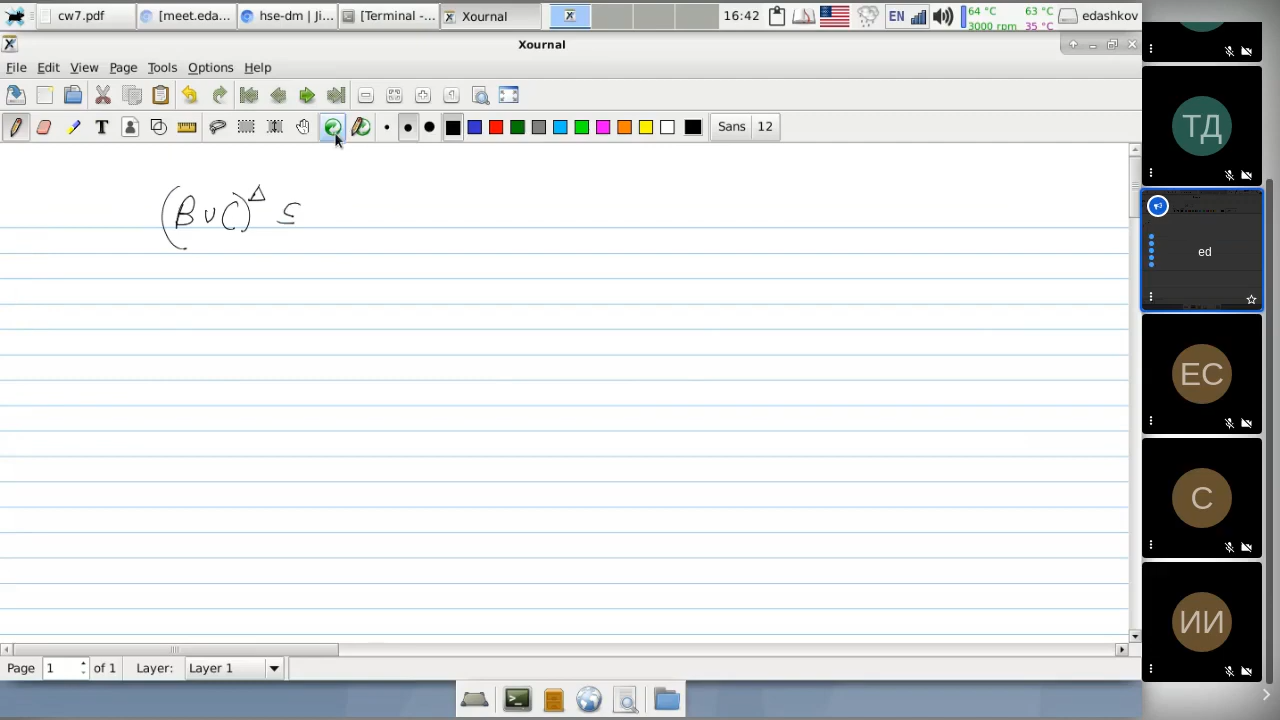 cw7.pdf [meet.eda... hse-dm | Ji... [Terminal -... Xournal 16:42 EN 64 °C 3000 rpm 63 °C 35 °C edashkov
Xournal
File Edit View Page Tools Options Help
T Sans 12
(B ∪ C)^Δ ⊆
Page 1 of 1 Layer: Layer 1
ТД
ed
ЕС
С
ИИ